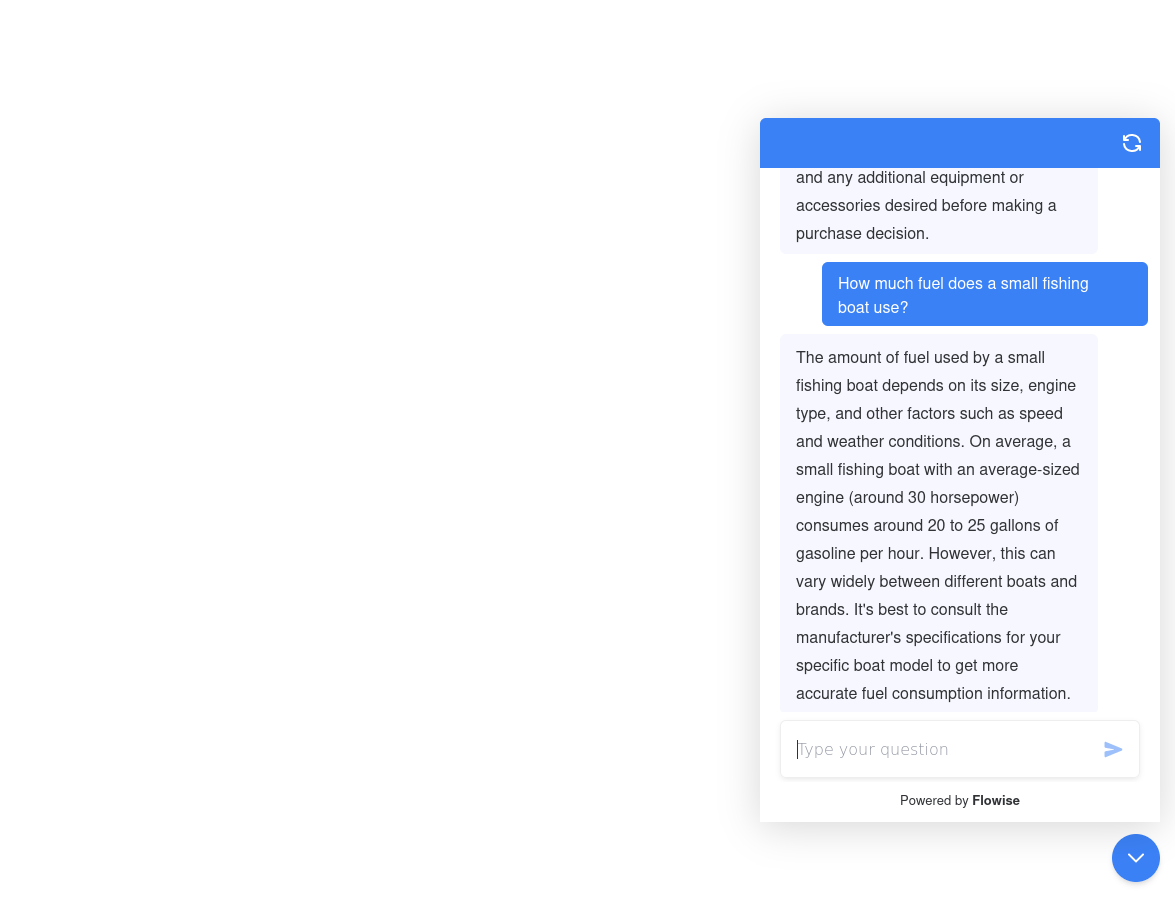 and any additional equipment or
accessories desired before making a
purchase decision.
How much fuel does a small fishing
boat use?
The amount of fuel used by a small
fishing boat depends on its size, engine
type, and other factors such as speed
and weather conditions. On average, a
small fishing boat with an average-sized
engine (around 30 horsepower)
consumes around 20 to 25 gallons of
gasoline per hour. However, this can
vary widely between different boats and
brands. It's best to consult the
manufacturer's specifications for your
specific boat model to get more
accurate fuel consumption information.
Type your question
Powered by Flowise